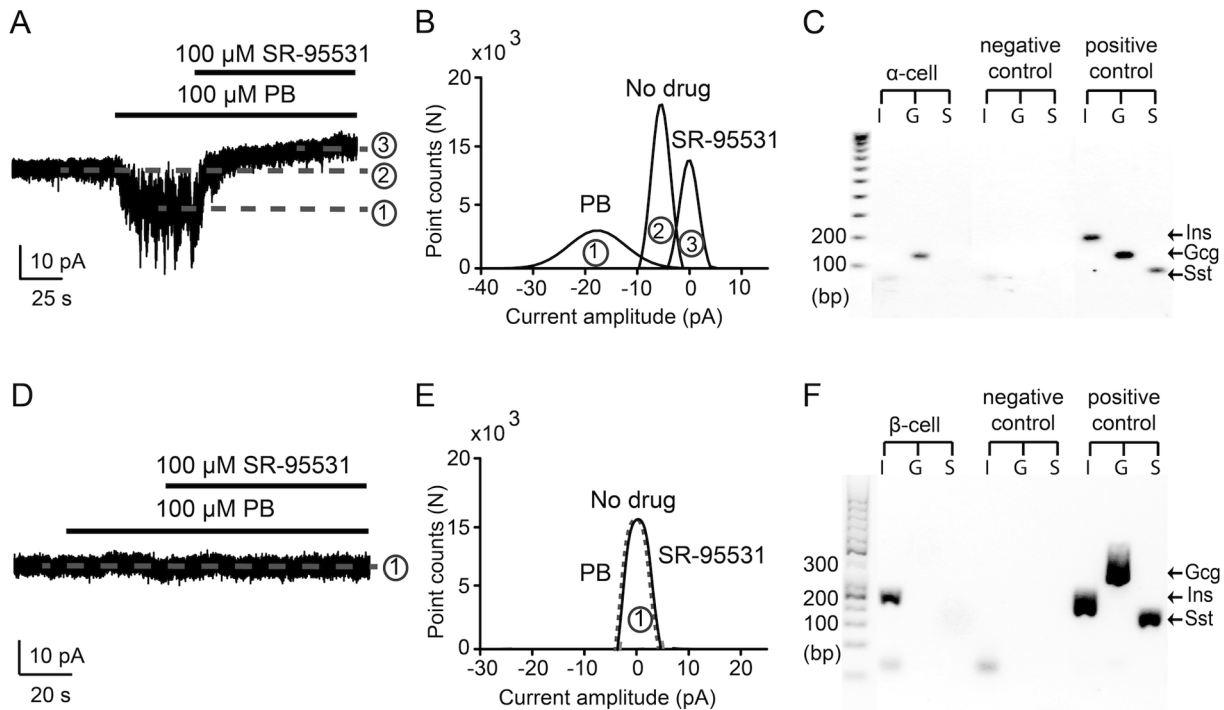 A
100 µM SR-95531
100 µM PB
3
2
1
10 pA
25 s
B
x10 3
Point counts (N)
20
15
5
0
No drug
SR-95531
PB
1
2
3
-40 -30 -20 -10 0 10
Current amplitude (pA)
C
α-cell
negative control
positive control
I G S I G S I G S
200
100
(bp)
Ins
Gcg
Sst
D
100 µM SR-95531
100 µM PB
1
10 pA
20 s
E
x10 3
Point counts (N)
20
15
5
0
No drug
PB
SR-95531
1
-30 -20 -10 0 10 20
Current amplitude (pA)
F
β-cell
negative control
positive control
I G S I G S I G S
300
200
100
(bp)
Gcg
Ins
Sst